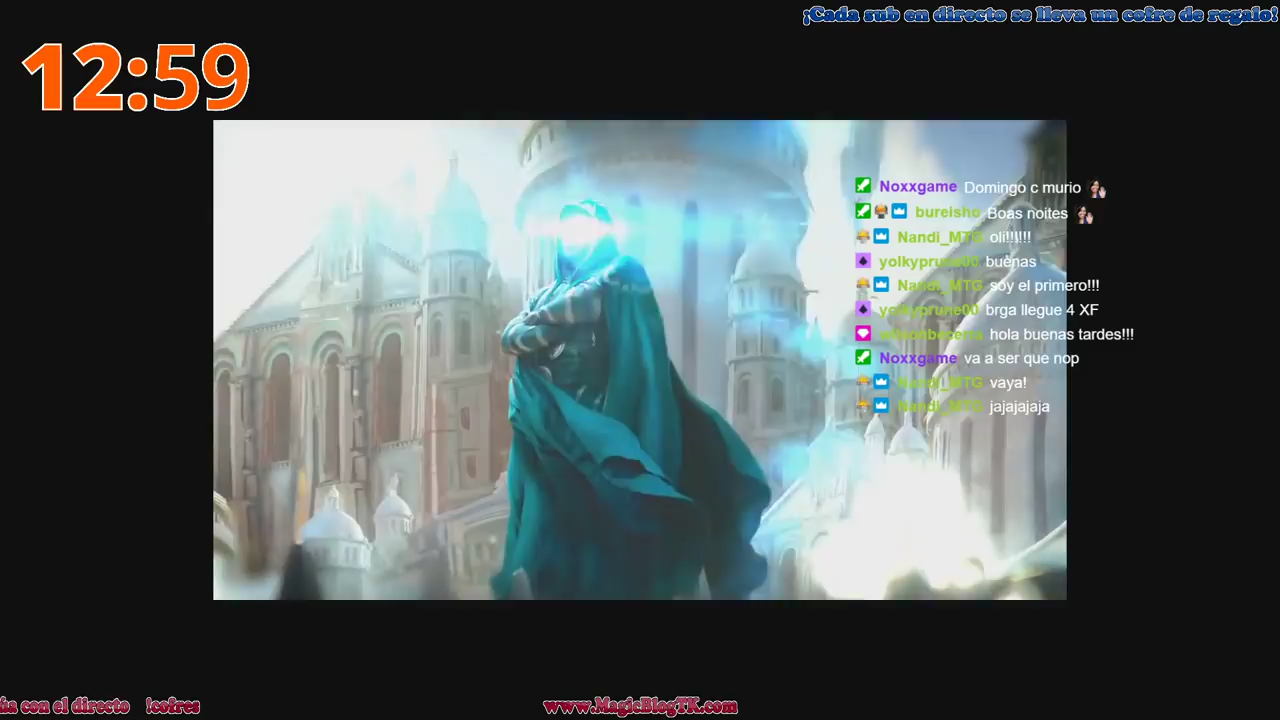 ¡Cada sub en directo se lleva un cofre de regalo!
12:59
Noxxgame Domingo c murio
bureisho Boas noites
Nandi_MTG oli!!!!!!
yolkyprune00 buenas
Nandi_MTG soy el primero!!!
yolkyprune00 brga llegue 4 XF
hola buenas tardes!!!
Noxxgame va a ser que nop
Nandi_MTG vaya!
Nandi_MTG jajajajaja
con el directo !cofres
www.MagicBlogTK.com